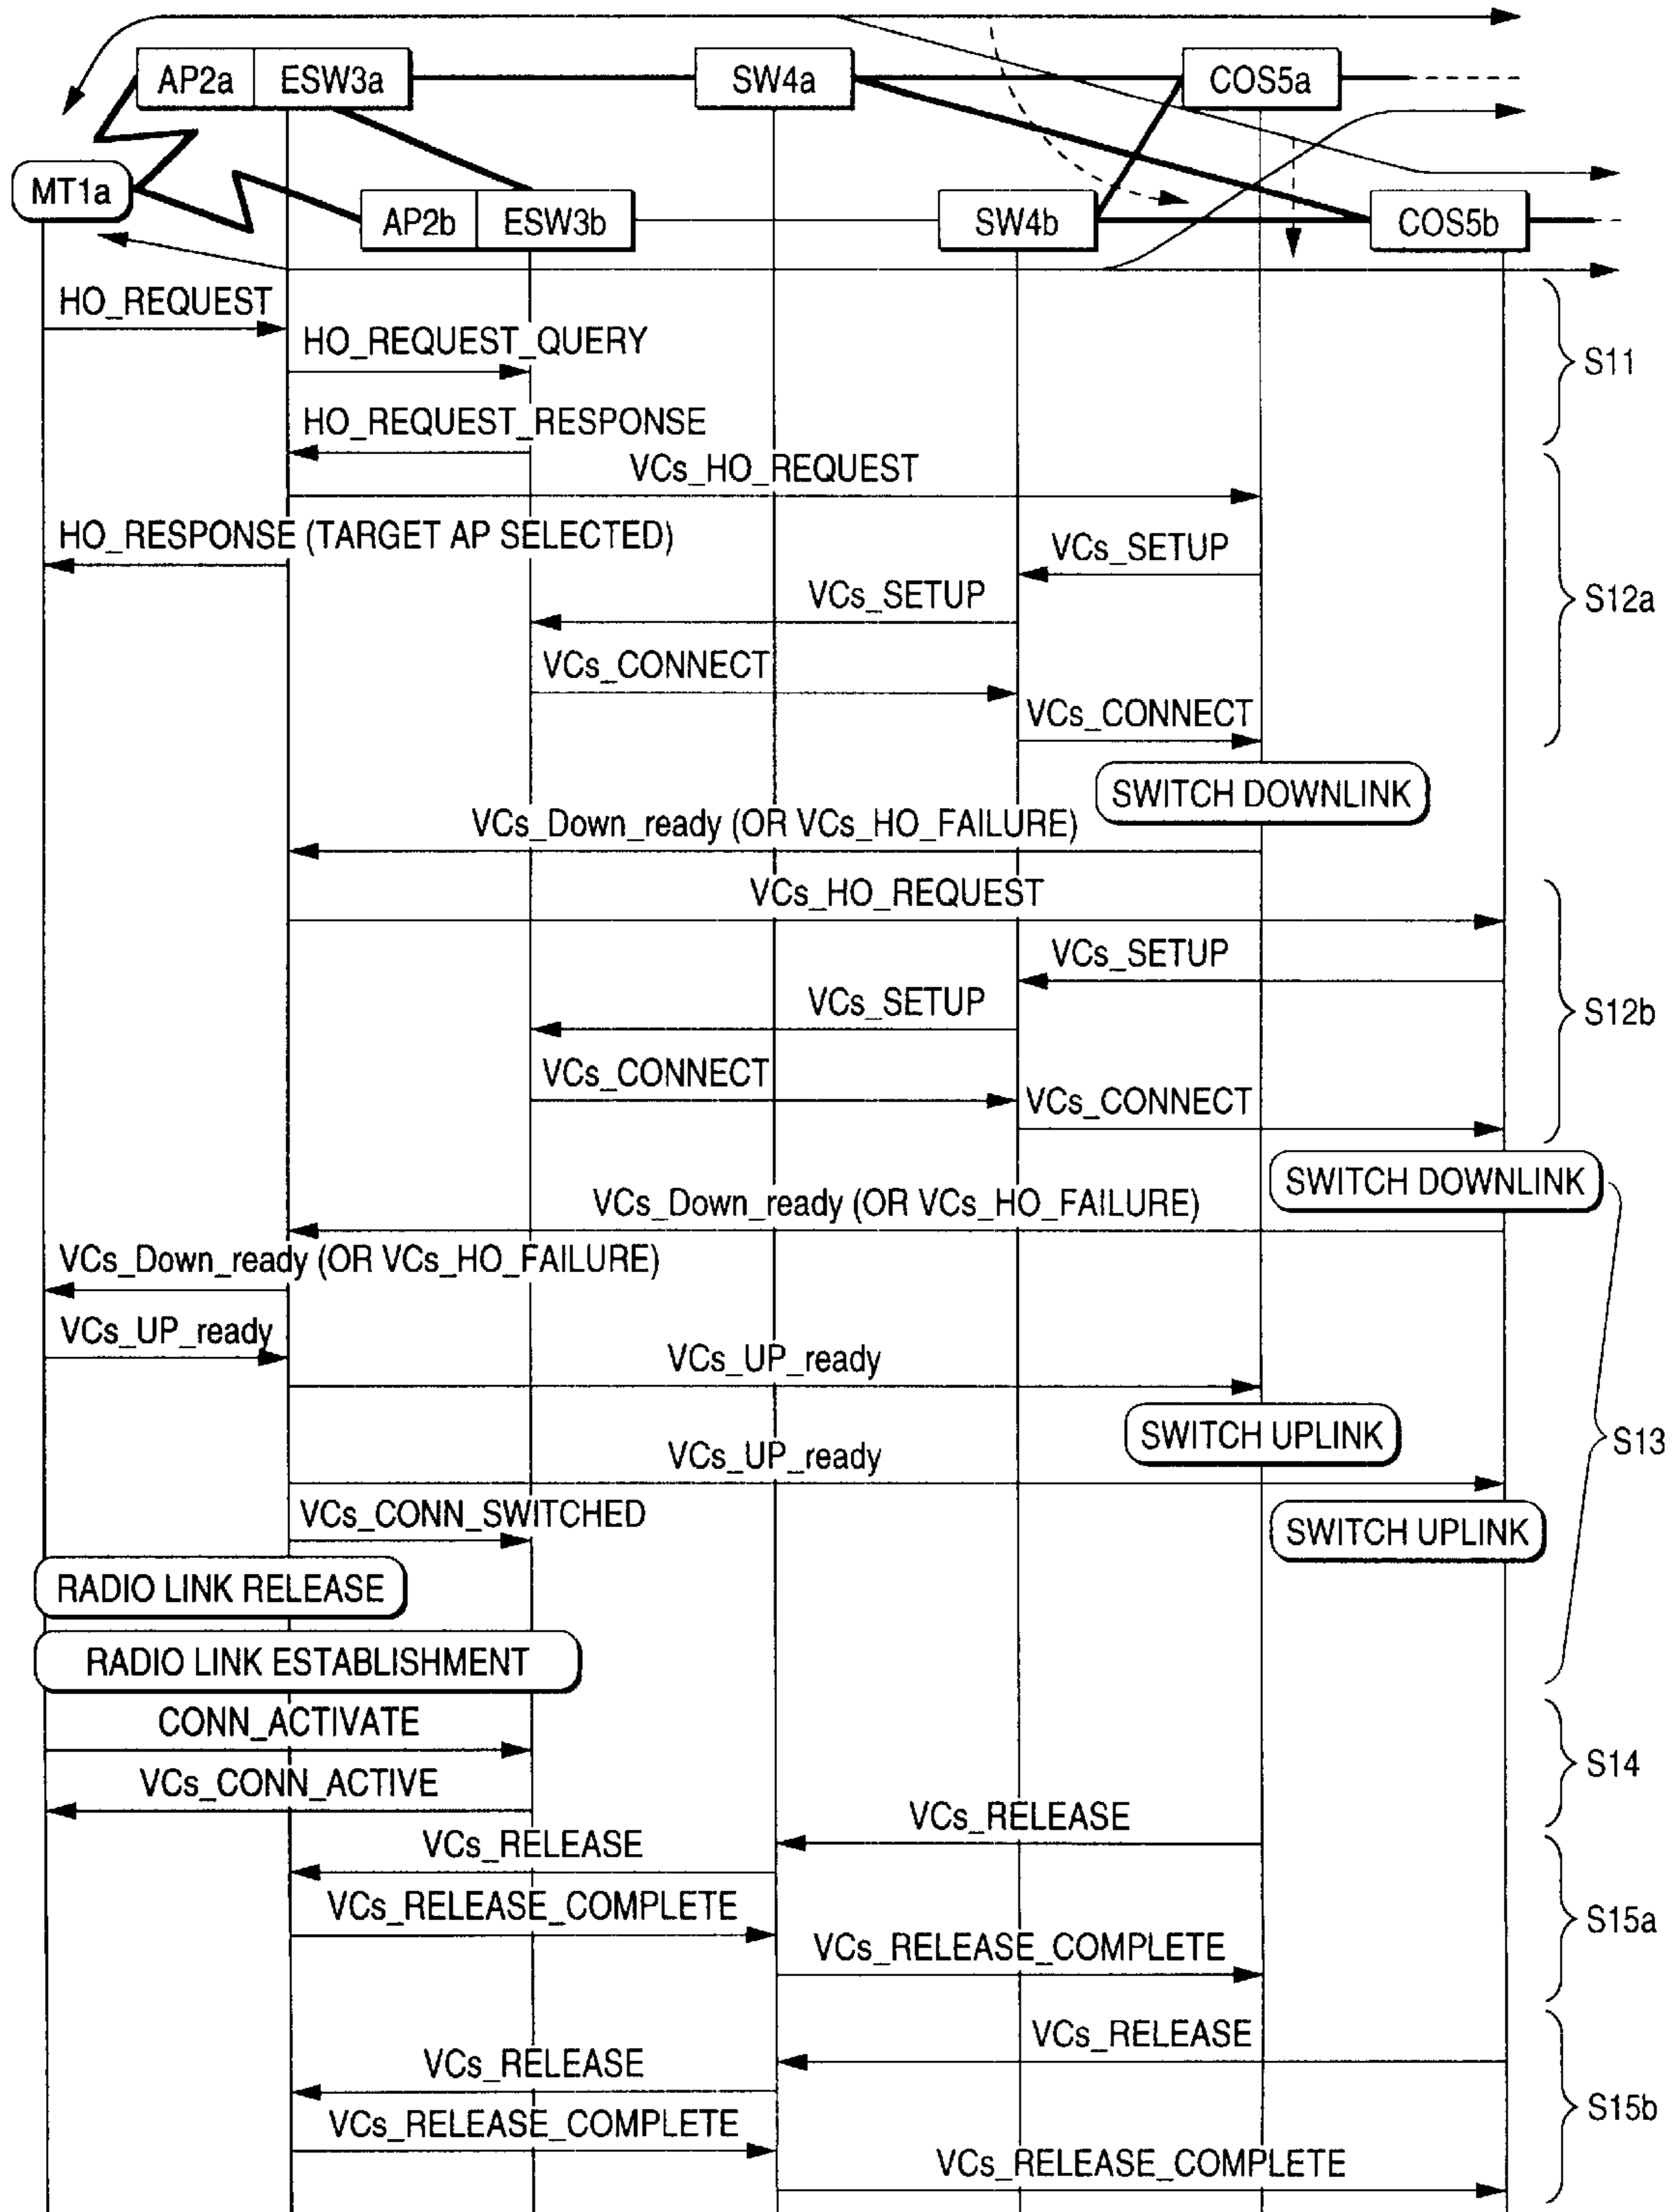 AP2a ESW3a SW4a COS5a
MT1a
AP2b ESW3b SW4b COS5b
HO_REQUEST
HO_REQUEST_QUERY
S11
HO_REQUEST_RESPONSE
VCs_HO_REQUEST
HO_RESPONSE (TARGET AP SELECTED)
VCs_SETUP
VCs_SETUP
S12a
VCs_CONNECT
VCs_CONNECT
SWITCH DOWNLINK
VCs_Down_ready (OR VCs_HO_FAILURE)
VCs_HO_REQUEST
VCs_SETUP
VCs_SETUP
S12b
VCs_CONNECT
VCs_CONNECT
SWITCH DOWNLINK
VCs_Down_ready (OR VCs_HO_FAILURE)
VCs_Down_ready (OR VCs_HO_FAILURE)
VCs_UP_ready
VCs_UP_ready
SWITCH UPLINK
S13
VCs_UP_ready
VCs_CONN_SWITCHED
SWITCH UPLINK
RADIO LINK RELEASE
RADIO LINK ESTABLISHMENT
CONN_ACTIVATE
S14
VCs_CONN_ACTIVE
VCs_RELEASE
VCs_RELEASE
VCs_RELEASE_COMPLETE
S15a
VCs_RELEASE_COMPLETE
VCs_RELEASE
VCs_RELEASE
S15b
VCs_RELEASE_COMPLETE
VCs_RELEASE_COMPLETE